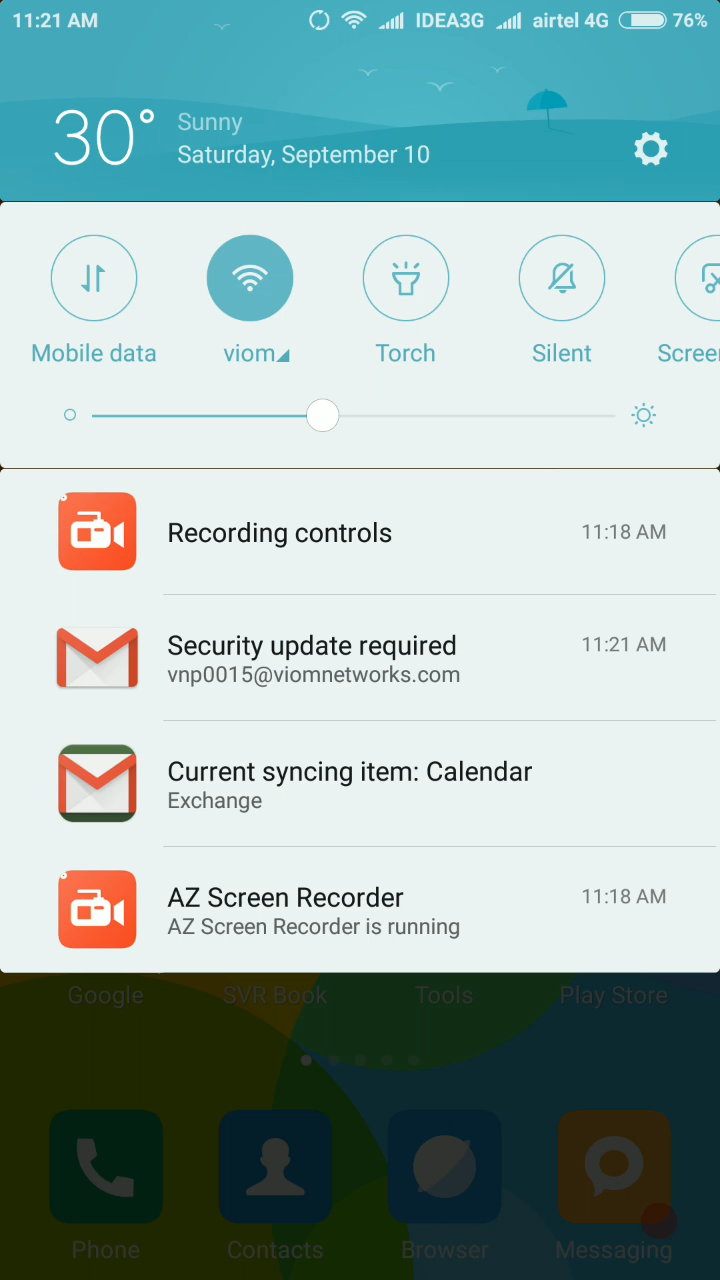 11:21 AM IDEA3G airtel 4G 76%
30° Sunny
Saturday, September 10
Mobile data viom Torch Silent Screen
Recording controls 11:18 AM
Security update required 11:21 AM
vnp0015@viomnetworks.com
Current syncing item: Calendar
Exchange
AZ Screen Recorder 11:18 AM
AZ Screen Recorder is running
Google SVR Book Tools Play Store
Phone Contacts Browser Messaging